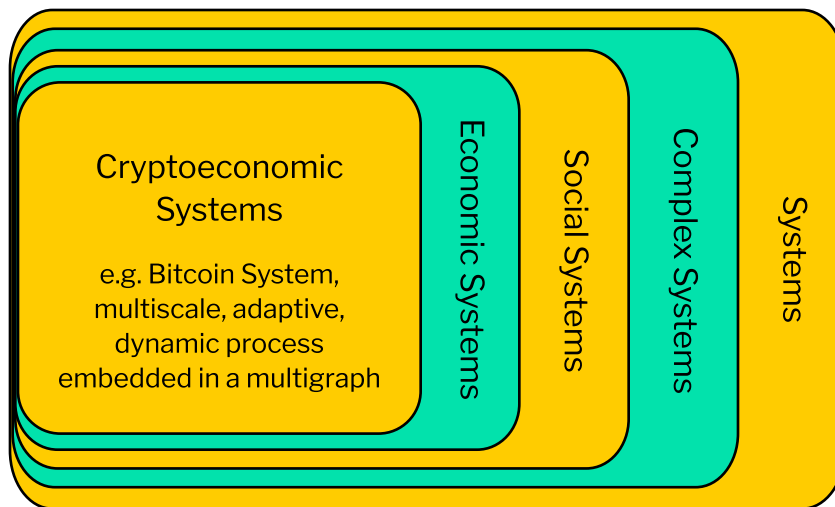 Cryptoeconomic
Systems
e.g. Bitcoin System,
multiscale, adaptive,
dynamic process
embedded in a multigraph
Economic Systems
Social Systems
Complex Systems
Systems